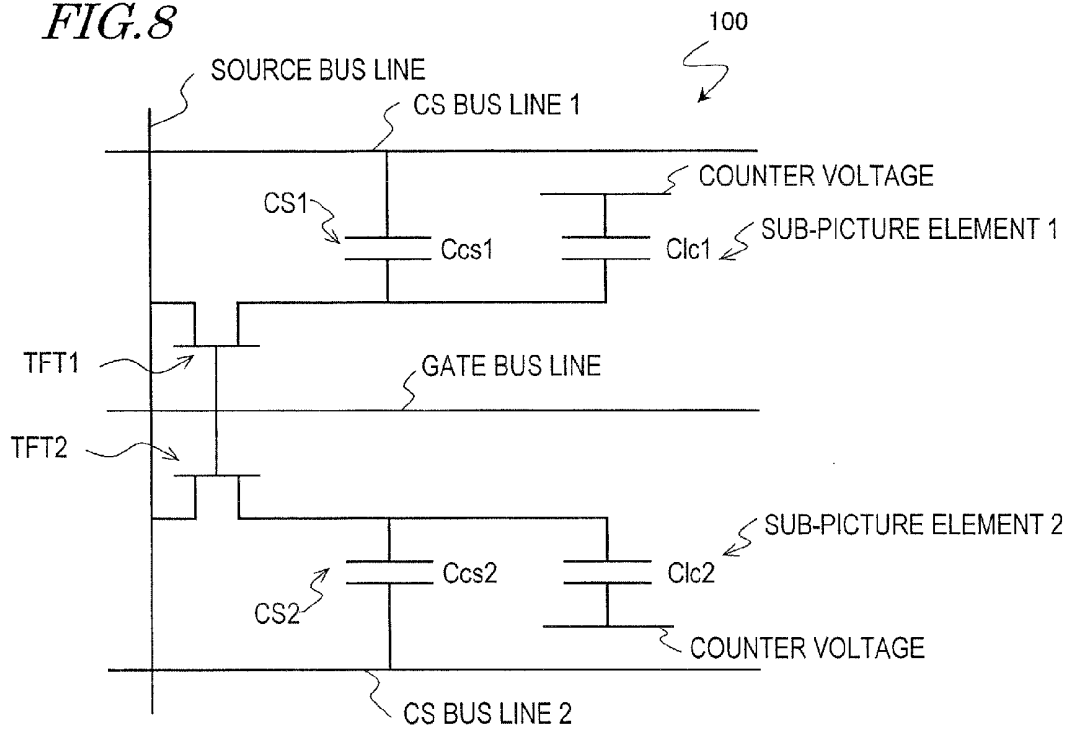 FIG.8
100
SOURCE BUS LINE
CS BUS LINE 1
COUNTER VOLTAGE
CS1
Ccs1
Clc1
SUB-PICTURE ELEMENT 1
TFT1
GATE BUS LINE
TFT2
SUB-PICTURE ELEMENT 2
Ccs2
Clc2
CS2
COUNTER VOLTAGE
CS BUS LINE 2